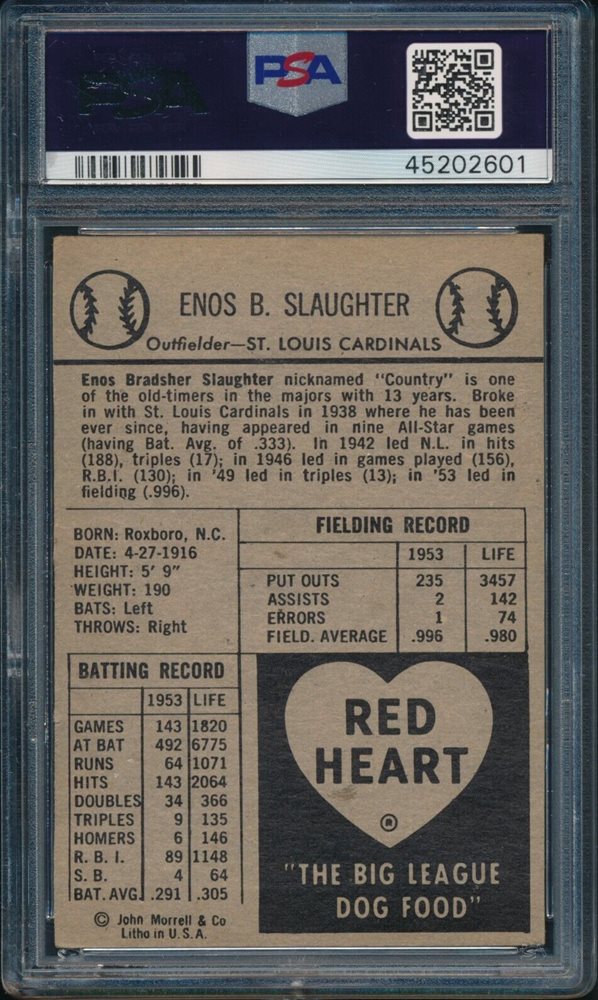 PSA
PSA
45202601
ENOS B. SLAUGHTER
Outfielder—ST. LOUIS CARDINALS
Enos Bradsher Slaughter nicknamed "Country" is one
of the old-timers in the majors with 13 years. Broke
in with St. Louis Cardinals in 1938 where he has been
ever since, having appeared in nine All-Star games
(having Bat. Avg. of .333). In 1942 led N.L. in hits
(188), triples (17); in 1946 led in games played (156),
R.B.I. (130); in '49 led in triples (13); in '53 led in
fielding (.996).
BORN: Roxboro, N.C.
DATE: 4-27-1916
HEIGHT: 5' 9"
WEIGHT: 190
BATS: Left
THROWS: Right
FIELDING RECORD
1953 LIFE
PUT OUTS 235 3457
ASSISTS 2 142
ERRORS 1 74
FIELD. AVERAGE .996 .980
BATTING RECORD
1953 LIFE
GAMES 143 1820
AT BAT 492 6775
RUNS 64 1071
HITS 143 2064
DOUBLES 34 366
TRIPLES 9 135
HOMERS 6 146
R. B. I. 89 1148
S. B. 4 64
BAT. AVG. .291 .305
© John Morrell & Co
Litho in U.S.A.
RED
HEART
®
"THE BIG LEAGUE
DOG FOOD"